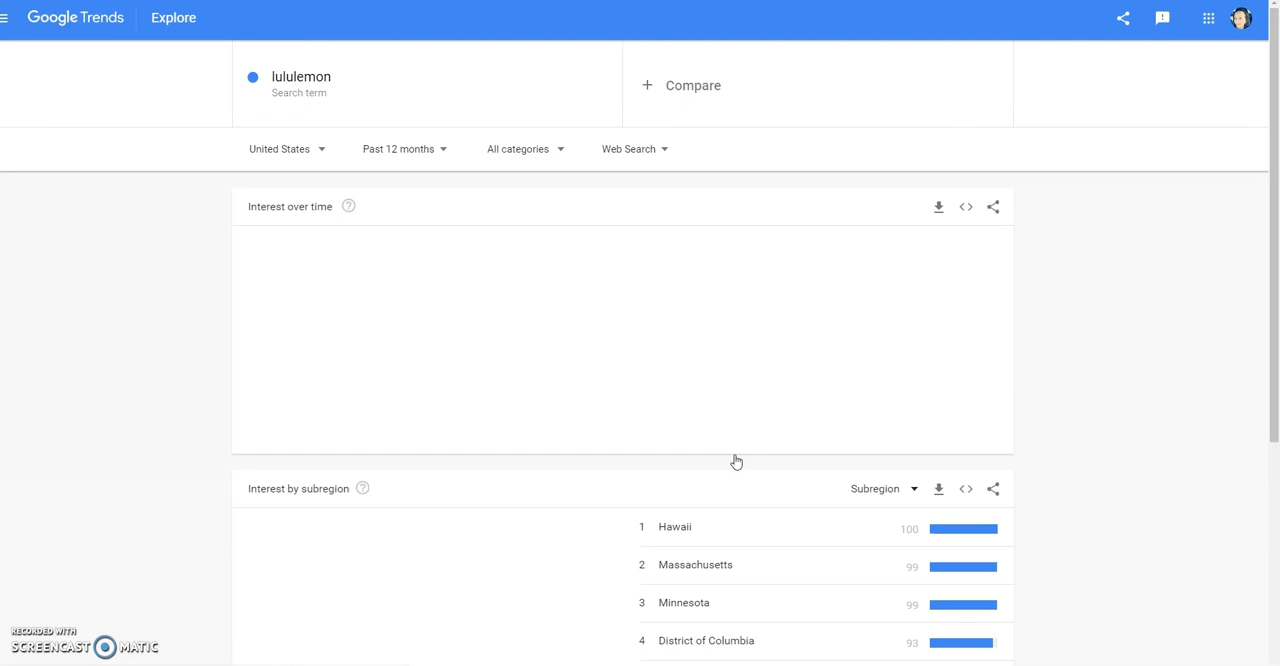 Google Trends Explore
lululemon
Search term
+ Compare
United States Past 12 months All categories Web Search
Interest over time ?
Interest by subregion ? Subregion
1 Hawaii 100
2 Massachusetts 99
3 Minnesota 99
4 District of Columbia 93
RECORDED WITH
SCREENCAST MATIC